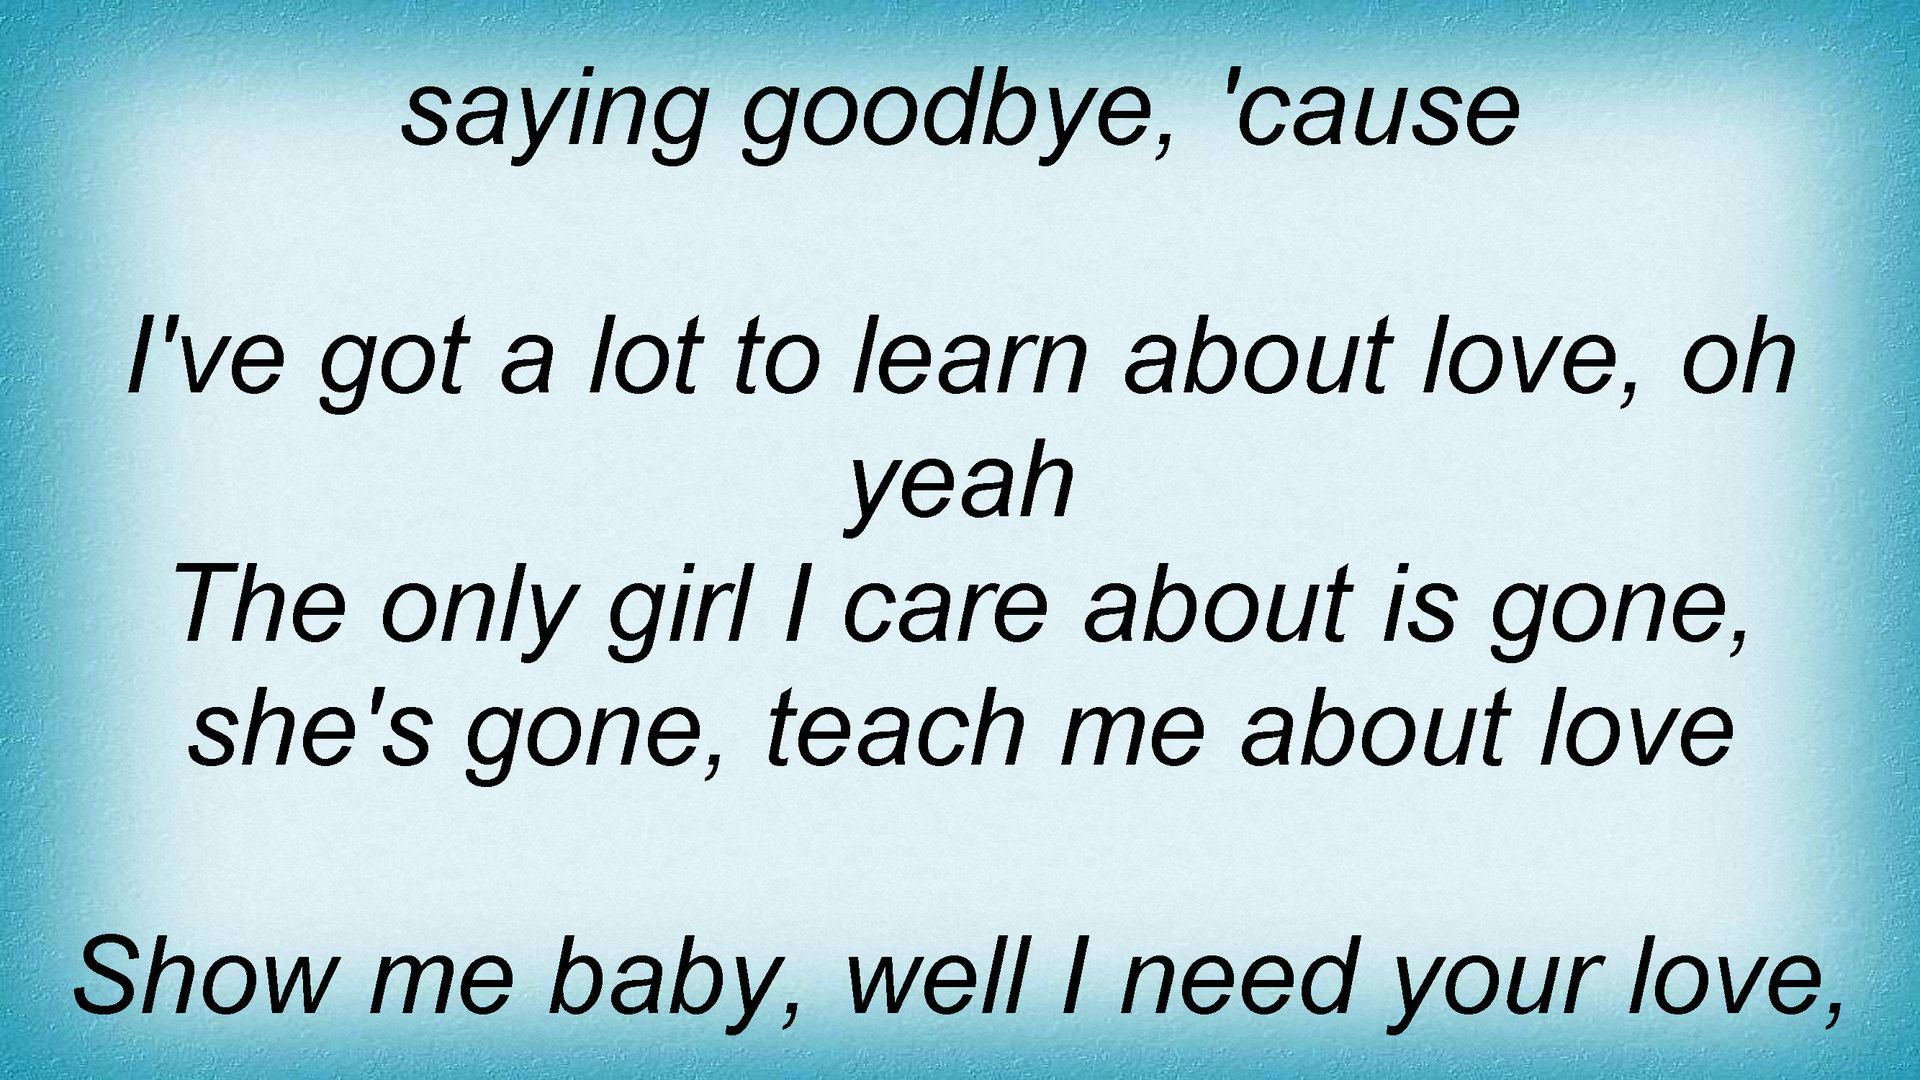 saying goodbye, 'cause
I've got a lot to learn about love, oh
yeah
The only girl I care about is gone,
she's gone, teach me about love
Show me baby, well I need your love,